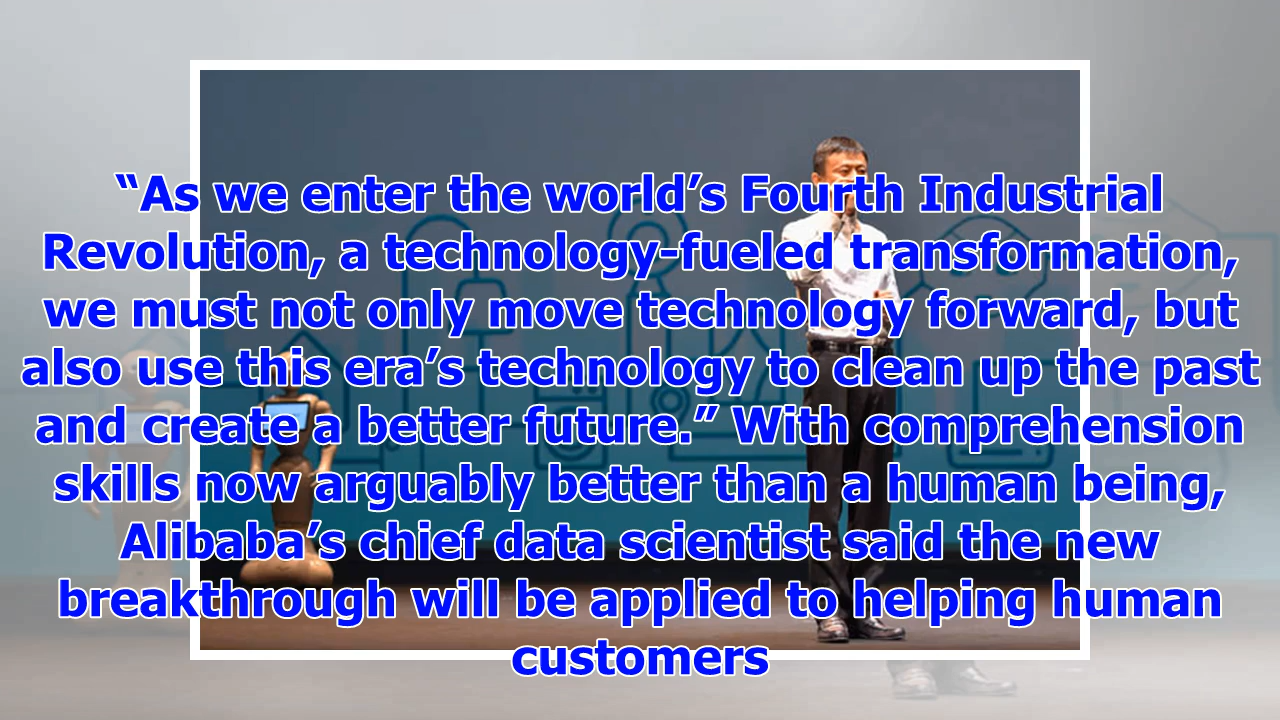 “As we enter the world’s Fourth Industrial
Revolution, a technology-fueled transformation,
we must not only move technology forward, but
also use this era’s technology to clean up the past
and create a better future.” With comprehension
skills now arguably better than a human being,
Alibaba’s chief data scientist said the new
breakthrough will be applied to helping human
customers